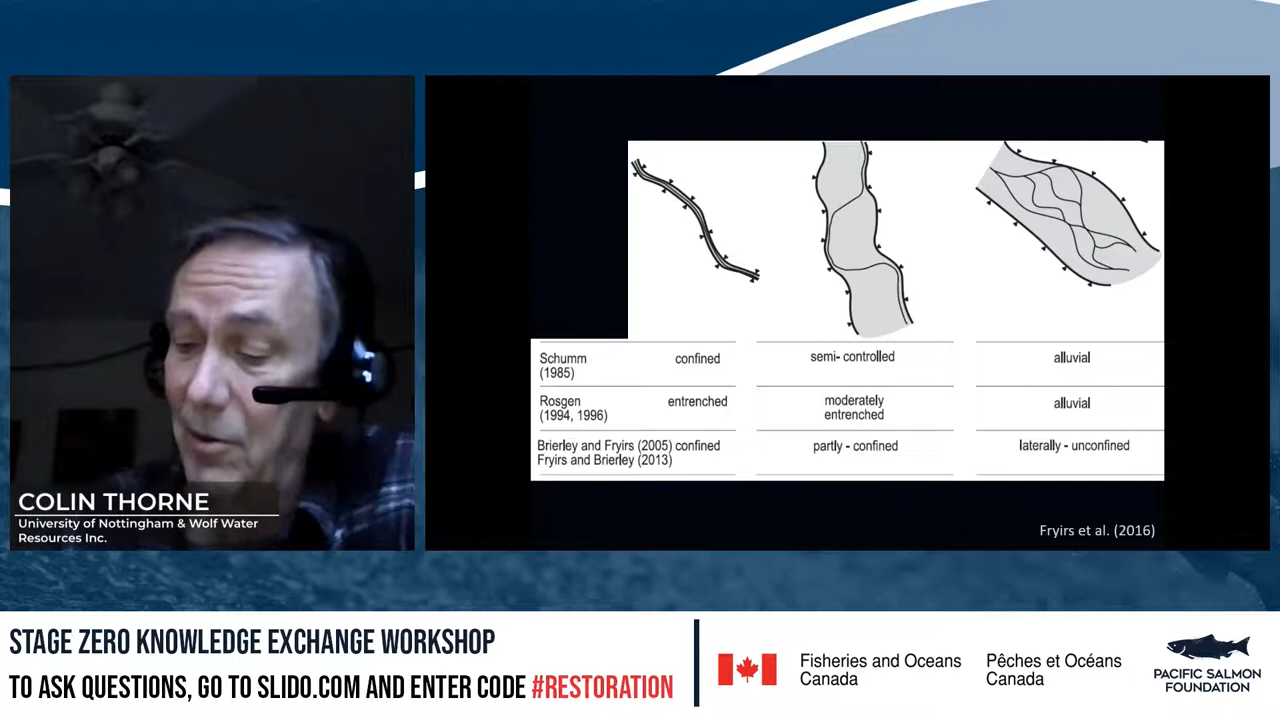 Schumm confined semi- controlled alluvial
(1985)
Rosgen entrenched moderately alluvial
(1994, 1996) entrenched
Brierley and Fryirs (2005) confined partly - confined laterally - unconfined
Fryirs and Brierley (2013)
Fryirs et al. (2016)
COLIN THORNE
University of Nottingham & Wolf Water
Resources Inc.
STAGE ZERO KNOWLEDGE EXCHANGE WORKSHOP
TO ASK QUESTIONS, GO TO SLIDO.COM AND ENTER CODE #RESTORATION
Fisheries and Oceans
Canada
Pêches et Océans
Canada
PACIFIC SALMON
FOUNDATION